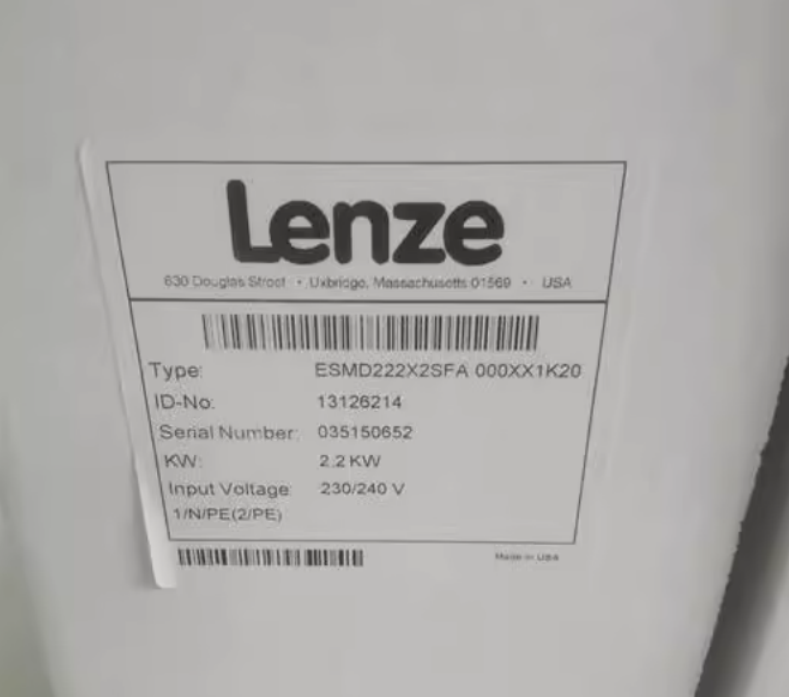 Lenze
630 Douglas Street • Uxbridge, Massachusetts 01569 • USA
Type: ESMD222X2SFA 000XX1K20
ID-No: 13126214
Serial Number: 035150652
KW: 2.2 KW
Input Voltage: 230/240 V
1/N/PE(2/PE)
Made in USA